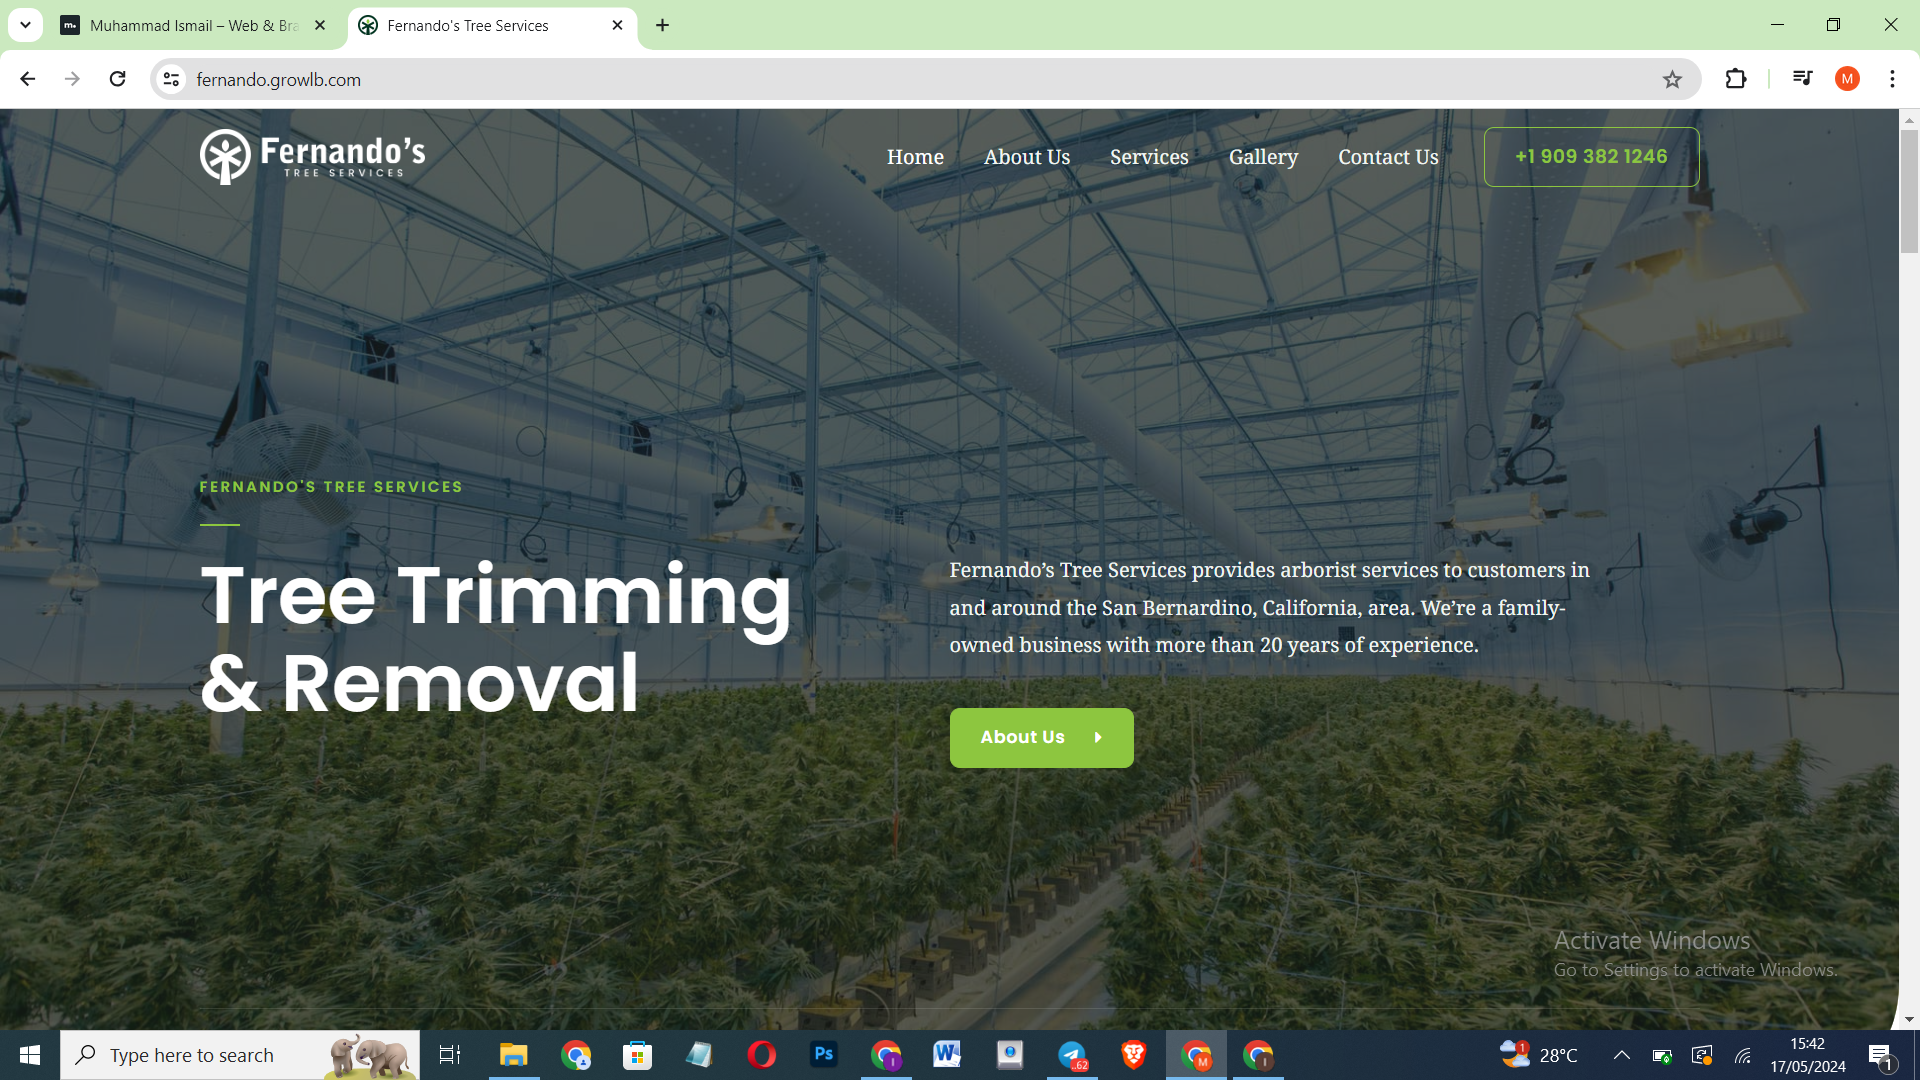 Muhammad Ismail – Web & Bra
Fernando's Tree Services
fernando.growlb.com
M
Fernando's
TREE SERVICES
Home
About Us
Services
Gallery
Contact Us
+1 909 382 1246
FERNANDO'S TREE SERVICES
Tree Trimming
& Removal
Fernando’s Tree Services provides arborist services to customers in
and around the San Bernardino, California, area. We’re a family-
owned business with more than 20 years of experience.
About Us
Activate Windows
Go to Settings to activate Windows.
Type here to search
Ps
I
W
..62
M
I
1
28°C
15:42
17/05/2024
1